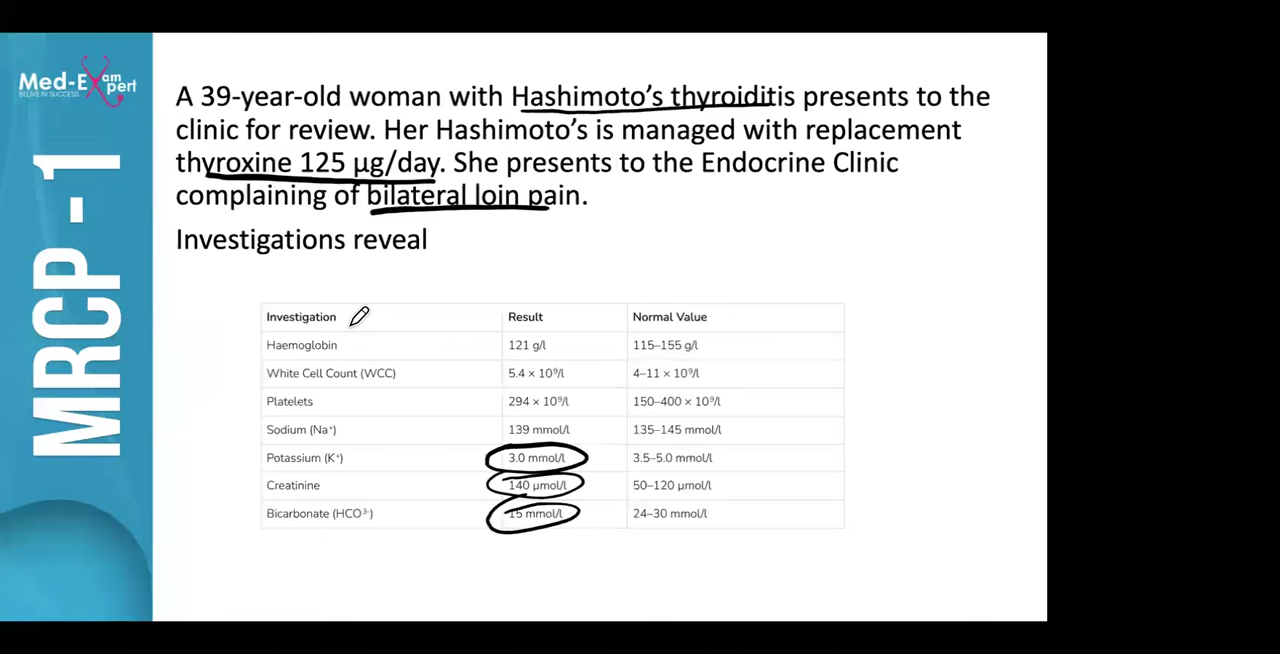 Med-Exam
pert
BELIVE IN SUCCESS
MRCP - 1
A 39-year-old woman with Hashimoto's thyroiditis presents to the
clinic for review. Her Hashimoto's is managed with replacement
thyroxine 125 µg/day. She presents to the Endocrine Clinic
complaining of bilateral loin pain.
Investigations reveal
Investigation Result Normal Value
Haemoglobin 121 g/l 115–155 g/l
White Cell Count (WCC) 5.4 × 10⁹/l 4–11 × 10⁹/l
Platelets 294 × 10⁹/l 150–400 × 10⁹/l
Sodium (Na⁺) 139 mmol/l 135–145 mmol/l
Potassium (K⁺) 3.0 mmol/l 3.5–5.0 mmol/l
Creatinine 140 µmol/l 50–120 µmol/l
Bicarbonate (HCO³⁻) 15 mmol/l 24–30 mmol/l